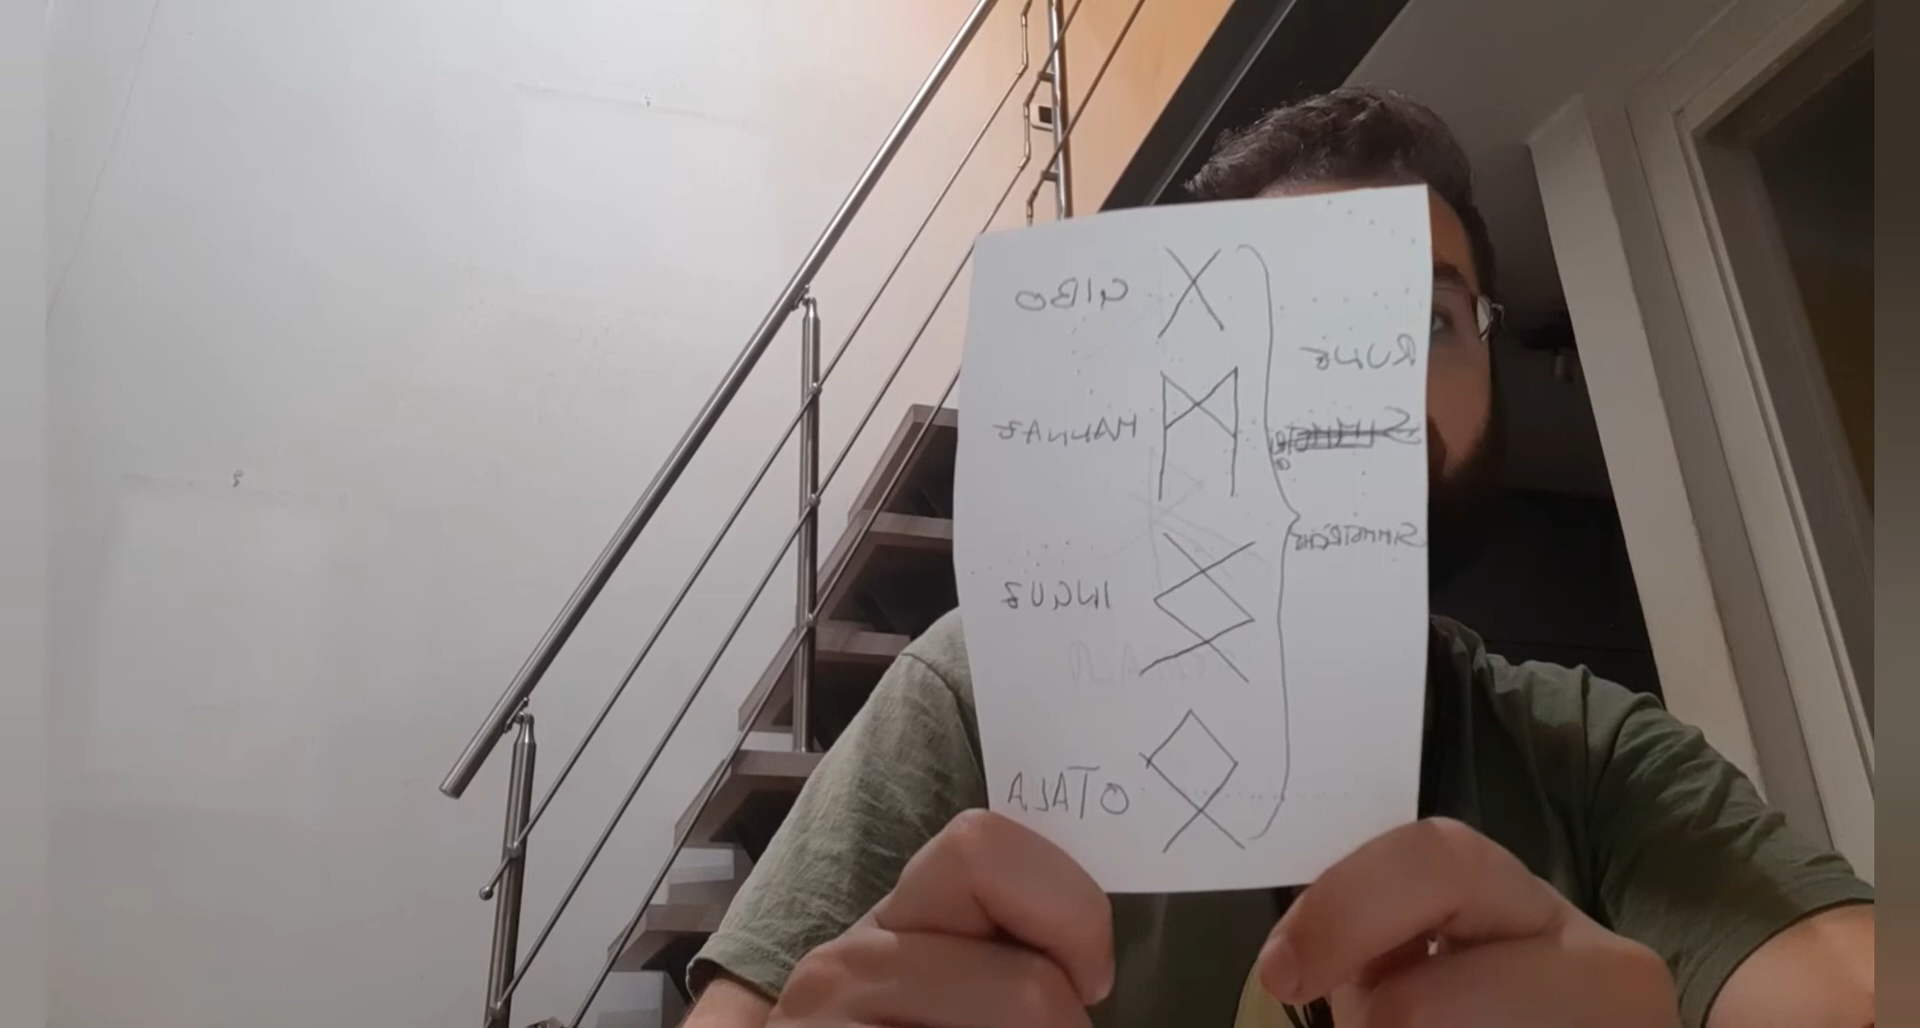 RUNE
SIMMETRICHE
ᚷ GIBO
ᛗ MANNAZ
ᛝ INGUZ
ᛟ OTALA